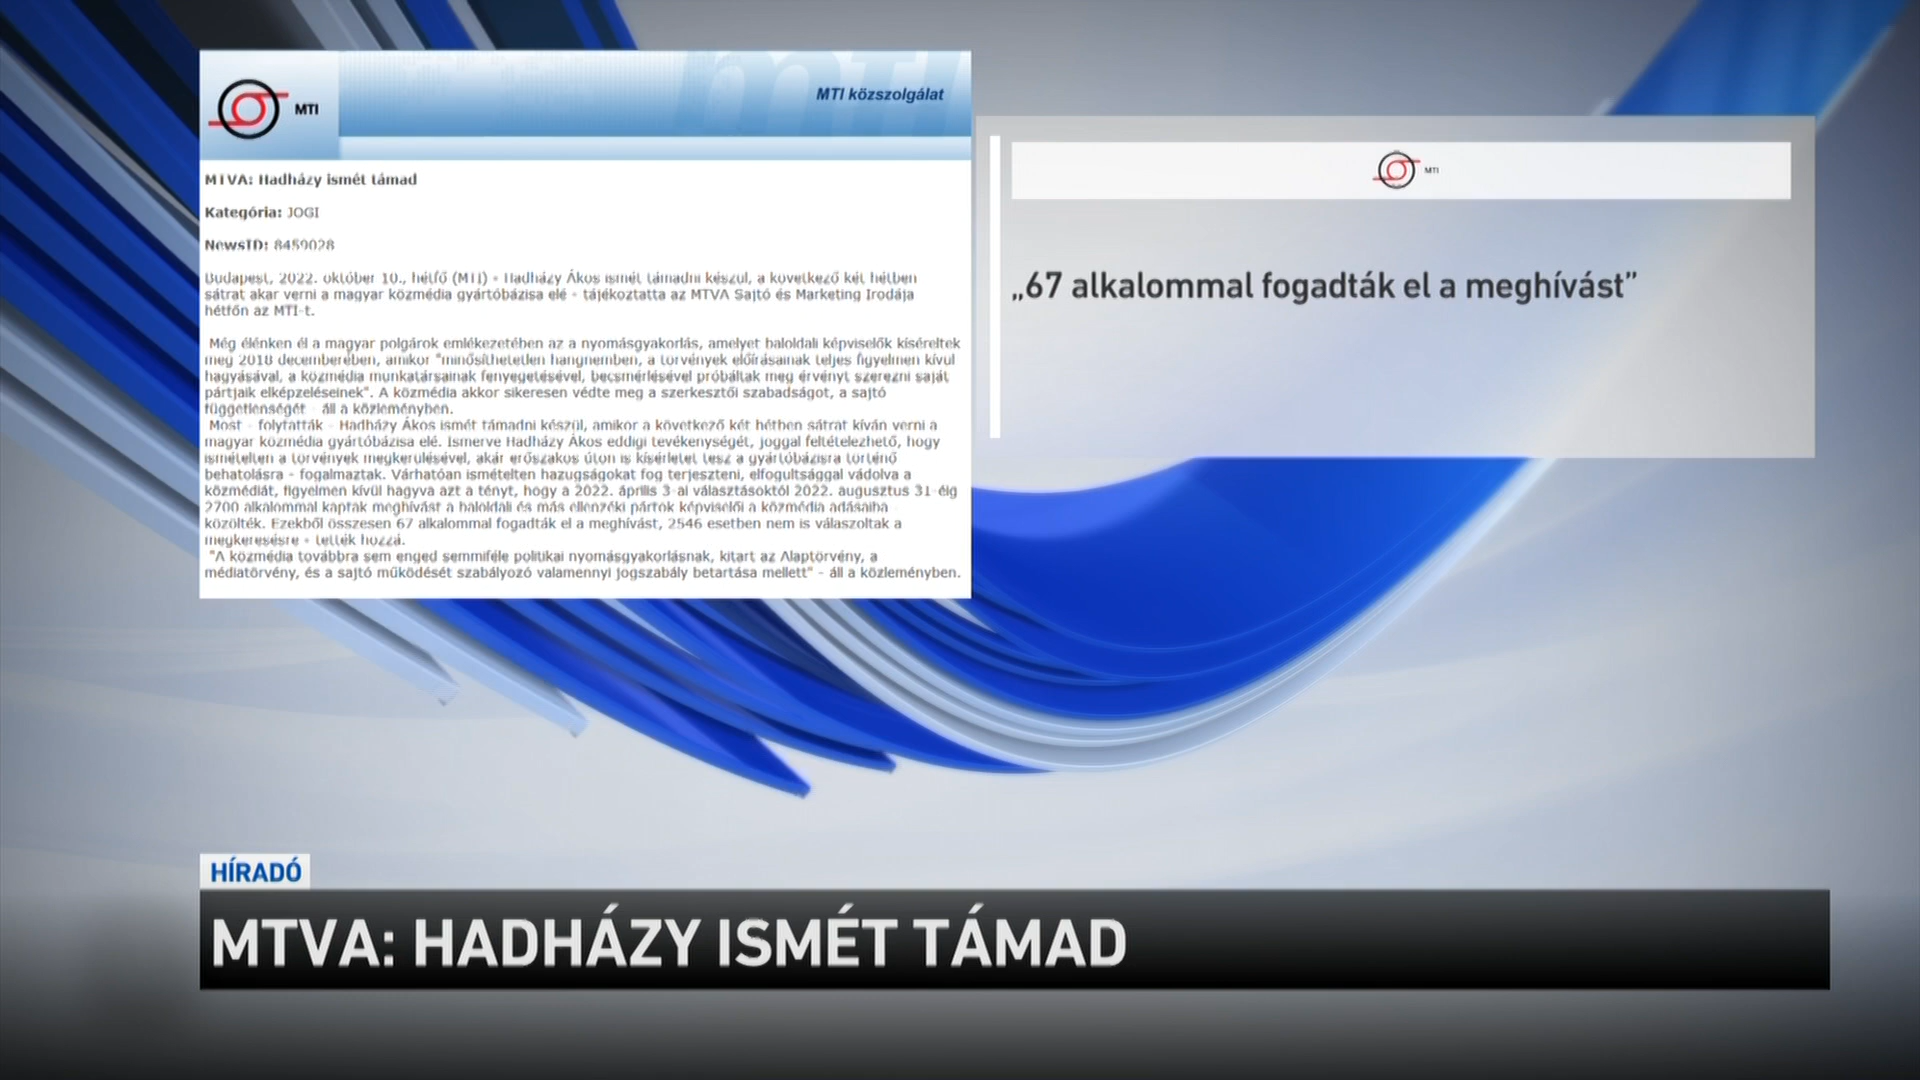 MTI
MTI közszolgálat
MTVA: Hadházy ismét támad
Kategória: JOGI
NewsID: 8459028
Budapest, 2022. október 10., hétfő (MTI) - Hadházy Ákos ismét támadni készül, a következő két hétben
sátrat akar verni a magyar közmédia gyártóbázisa elé - tájékoztatta az MTVA Sajtó és Marketing Irodája
hétfőn az MTI-t.
Még élénken él a magyar polgárok emlékezetében az a nyomásgyakorlás, amelyet baloldali képviselők kíséreltek
meg 2018 decemberében, amikor "minősíthetetlen hangnemben, a törvények előírásainak teljes figyelmen kívül
hagyásával, a közmédia munkatársainak fenyegetésével, becsmérlésével próbáltak meg érvényt szerezni saját
pártjaik elképzeléseinek". A közmédia akkor sikeresen védte meg a szerkesztői szabadságot, a sajtó
függetlenségét - áll a közleményben.
Most - folytatták - Hadházy Ákos ismét támadni készül, amikor a következő két hétben sátrat kíván verni a
magyar közmédia gyártóbázisa elé. Ismerve Hadházy Ákos eddigi tevékenységét, joggal feltételezhető, hogy
ismételten a törvények megkerülésével, akár erőszakos úton is kísérletet tesz a gyártóbázisra történő
behatolásra - fogalmaztak. Várhatóan ismételten hazugságokat fog terjeszteni, elfogultsággal vádolva a
közmédiát, figyelmen kívül hagyva azt a tényt, hogy a 2022. április 3-ai választásoktól 2022. augusztus 31-éig
2700 alkalommal kaptak meghívást a baloldali és más ellenzéki pártok képviselői a közmédia adásaiba -
közölték. Ezekből összesen 67 alkalommal fogadták el a meghívást, 2546 esetben nem is válaszoltak a
megkeresésre - tették hozzá.
"A közmédia továbbra sem enged semmiféle politikai nyomásgyakorlásnak, kitart az Alaptörvény, a
médiatörvény, és a sajtó működését szabályozó valamennyi jogszabály betartása mellett" - áll a közleményben.
MTI
„67 alkalommal fogadták el a meghívást”
HÍRADÓ
MTVA: HADHÁZY ISMÉT TÁMAD